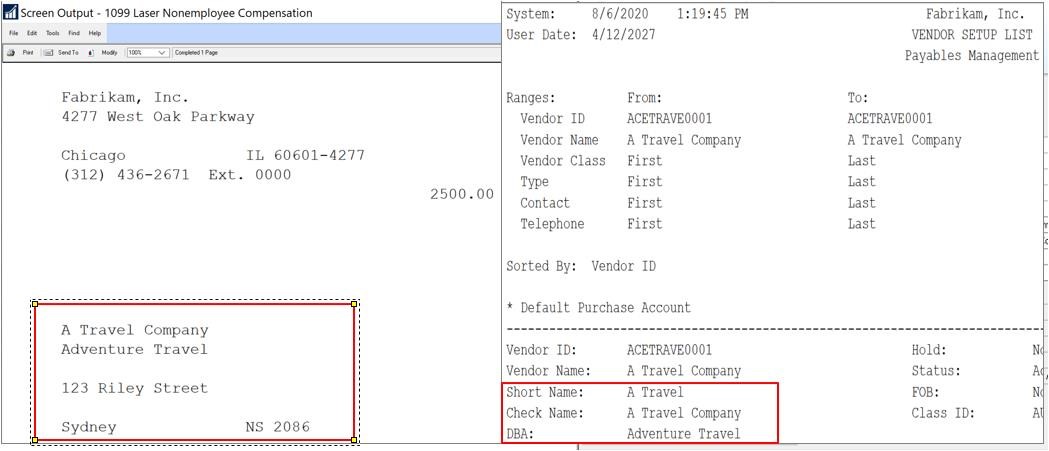 Screen Output - 1099 Laser Nonemployee Compensation
File Edit Tools Find Help
Print Send To Modify 100% Completed 1 Page
Fabrikam, Inc.
4277 West Oak Parkway
Chicago IL 60601-4277
(312) 436-2671 Ext. 0000
2500.00
A Travel Company
Adventure Travel
123 Riley Street
Sydney NS 2086
System: 8/6/2020 1:19:45 PM Fabrikam, Inc.
User Date: 4/12/2027 VENDOR SETUP LIST
Payables Management
Ranges: From: To:
Vendor ID ACETRAVE0001 ACETRAVE0001
Vendor Name A Travel Company A Travel Company
Vendor Class First Last
Type First Last
Contact First Last
Telephone First Last
Sorted By: Vendor ID
* Default Purchase Account
Vendor ID: ACETRAVE0001 Hold:
Vendor Name: A Travel Company Status:
Short Name: A Travel FOB:
Check Name: A Travel Company Class ID:
DBA: Adventure Travel